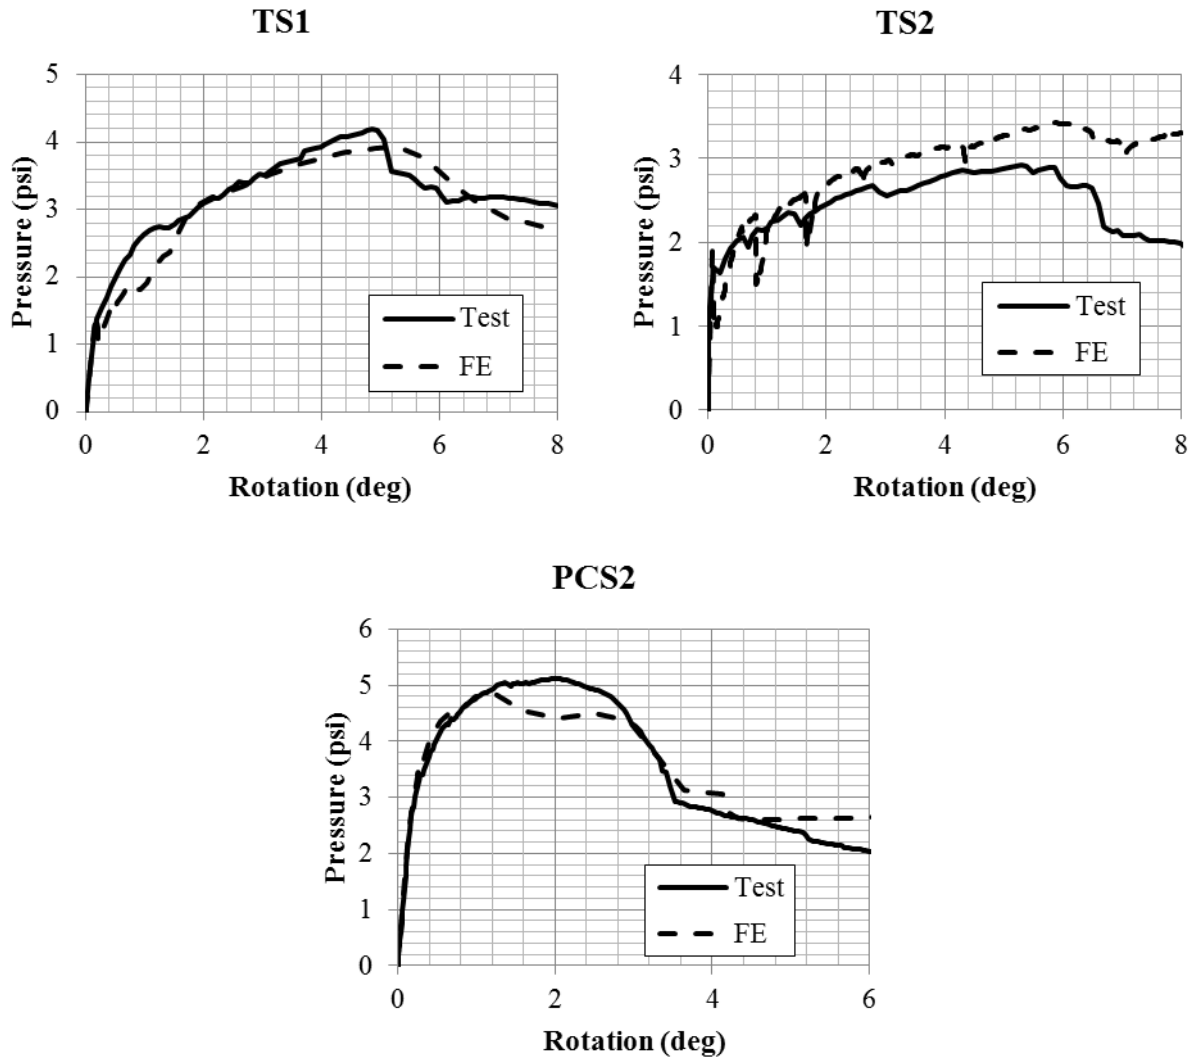 TS1
5
4
3
2
1
0
Pressure (psi)
Test
FE
0 2 4 6 8
Rotation (deg)
TS2
4
3
2
1
0
Pressure (psi)
Test
FE
0 2 4 6 8
Rotation (deg)
PCS2
6
5
4
3
2
1
0
Pressure (psi)
Test
FE
0 2 4 6
Rotation (deg)